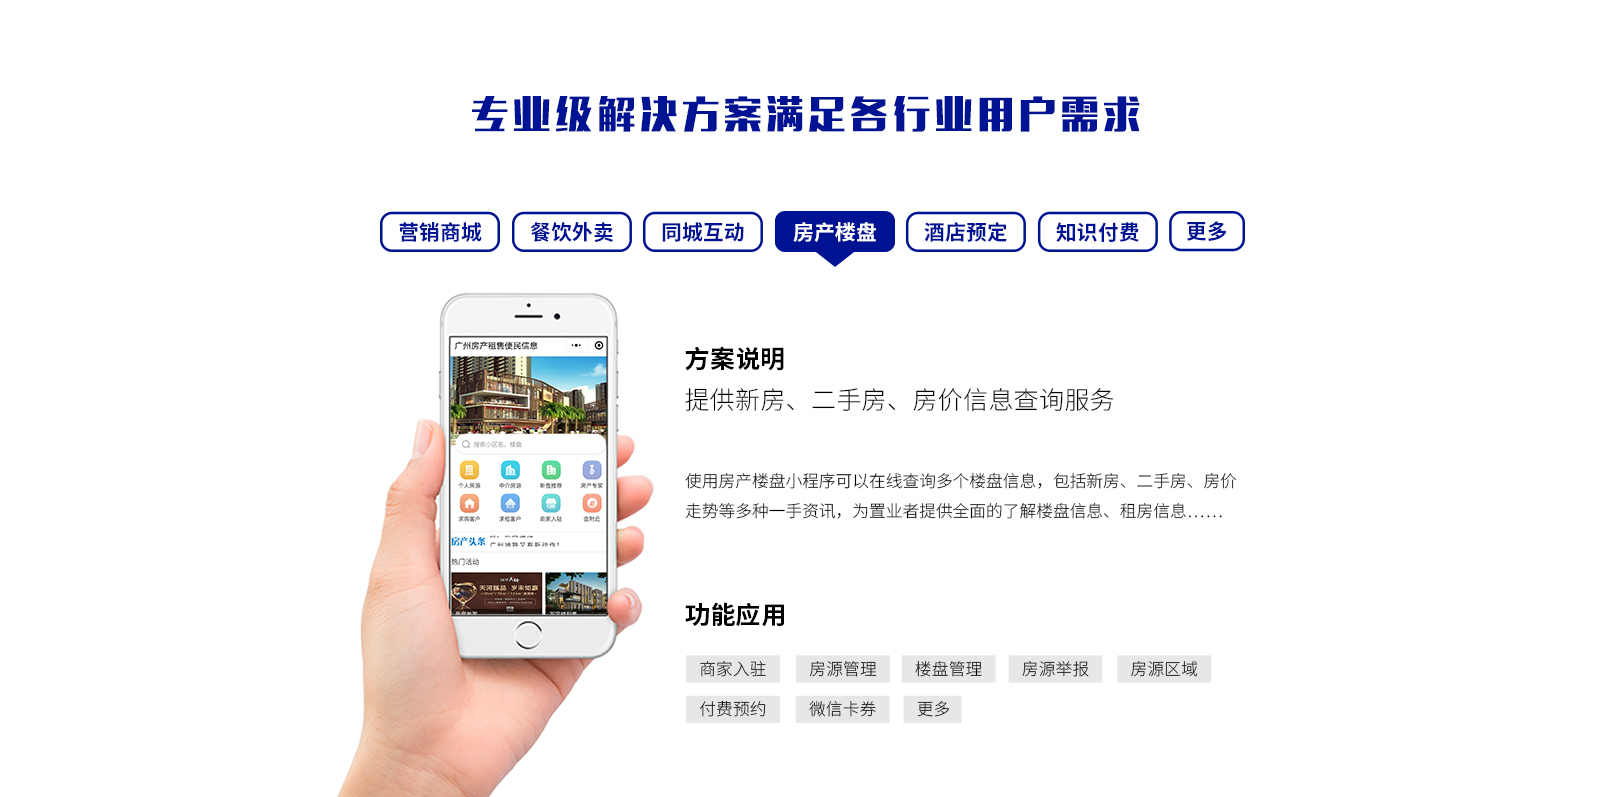 专业级解决方案满足各行业用户需求
营销商城 餐饮外卖 同城互动 房产楼盘 酒店预定 知识付费 更多
广州房产租售便民信息
搜索小区名、楼盘
个人房源 中介房源 新盘推荐 房产专家
求购客户 求租客户 商家入驻 查附近
房产头条
热门活动
方案说明
提供新房、二手房、房价信息查询服务
使用房产楼盘小程序可以在线查询多个楼盘信息，包括新房、二手房、房价
走势等多种一手资讯，为置业者提供全面的了解楼盘信息、租房信息……
功能应用
商家入驻 房源管理 楼盘管理 房源举报 房源区域
付费预约 微信卡券 更多